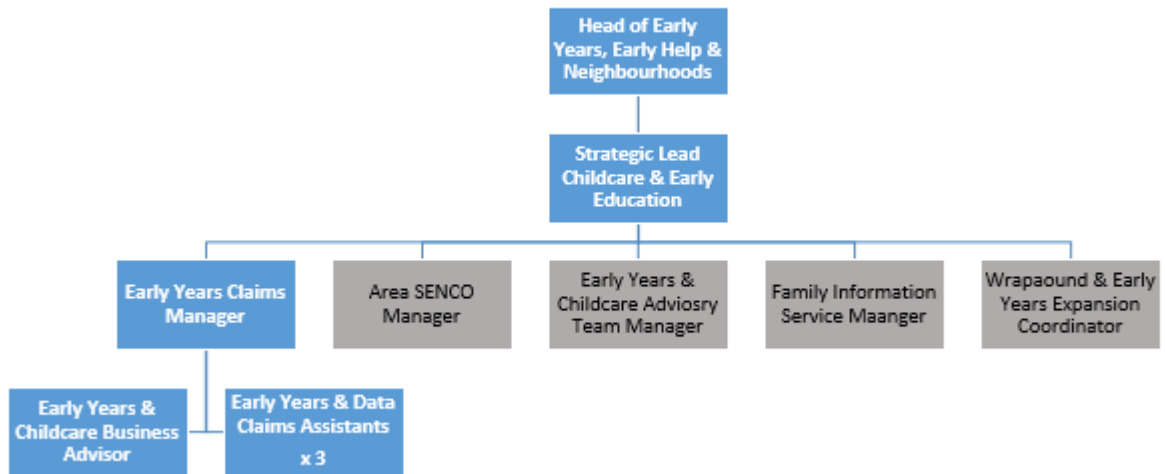 Head of Early
Years, Early Help &
Neighbourhoods
Strategic Lead
Childcare & Early
Education
Early Years Claims
Manager
Area SENCO
Manager
Early Years &
Childcare Adviosry
Team Manager
Family Information
Service Maanger
Wrapaound & Early
Years Expansion
Coordinator
Early Years &
Childcare Business
Advisor
Early Years & Data
Claims Assistants
x 3